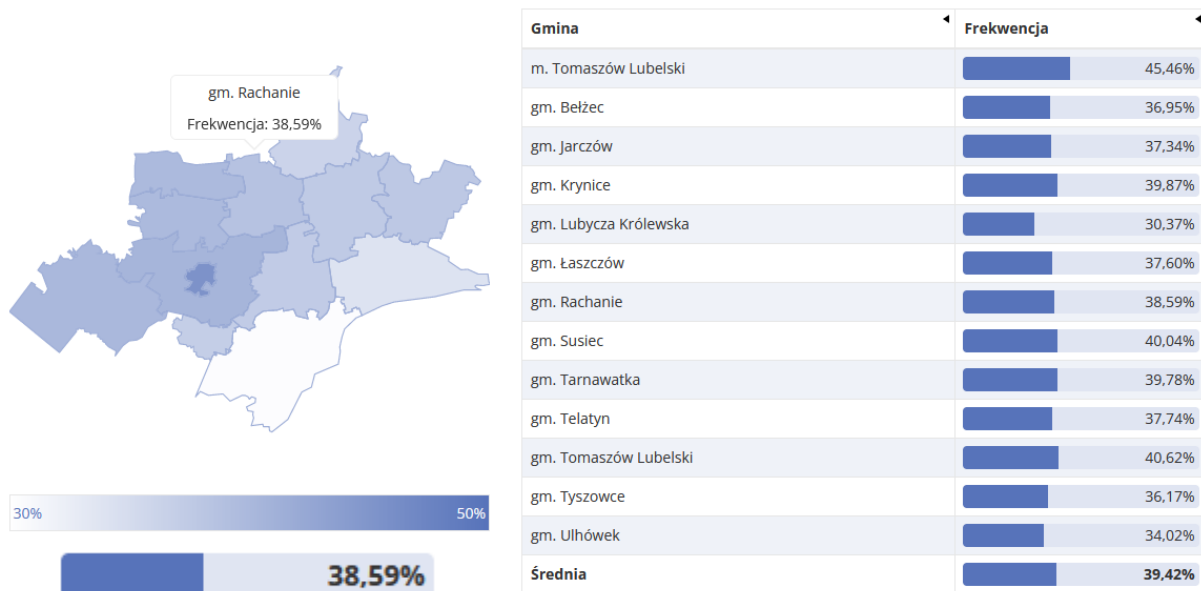 gm. Rachanie
Frekwencja: 38,59%
30% 50%
38,59%
Gmina Frekwencja
m. Tomaszów Lubelski 45,46%
gm. Bełżec 36,95%
gm. Jarczów 37,34%
gm. Krynice 39,87%
gm. Lubycza Królewska 30,37%
gm. Łaszczów 37,60%
gm. Rachanie 38,59%
gm. Susiec 40,04%
gm. Tarnawatka 39,78%
gm. Telatyn 37,74%
gm. Tomaszów Lubelski 40,62%
gm. Tyszowce 36,17%
gm. Ulhówek 34,02%
Średnia 39,42%